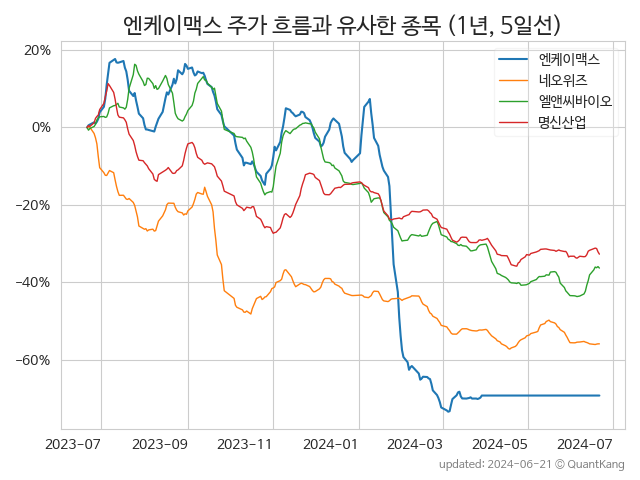 엔케이맥스 주가 흐름과 유사한 종목 (1년, 5일선)
엔케이맥스
네오위즈
엘앤씨바이오
명신산업
20%
0%
−20%
−40%
−60%
2023-07 2023-09 2023-11 2024-01 2024-03 2024-05 2024-07
updated: 2024-06-21 © QuantKang